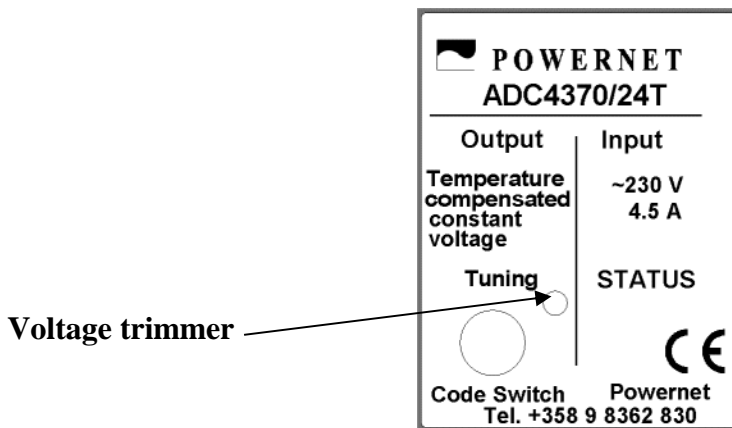 POWERNET
ADC4370/24T
Output
Input
Temperature
compensated
constant
voltage
~230 V
4.5 A
Tuning
STATUS
Voltage trimmer
CE
Code Switch
Powernet
Tel. +358 9 8362 830